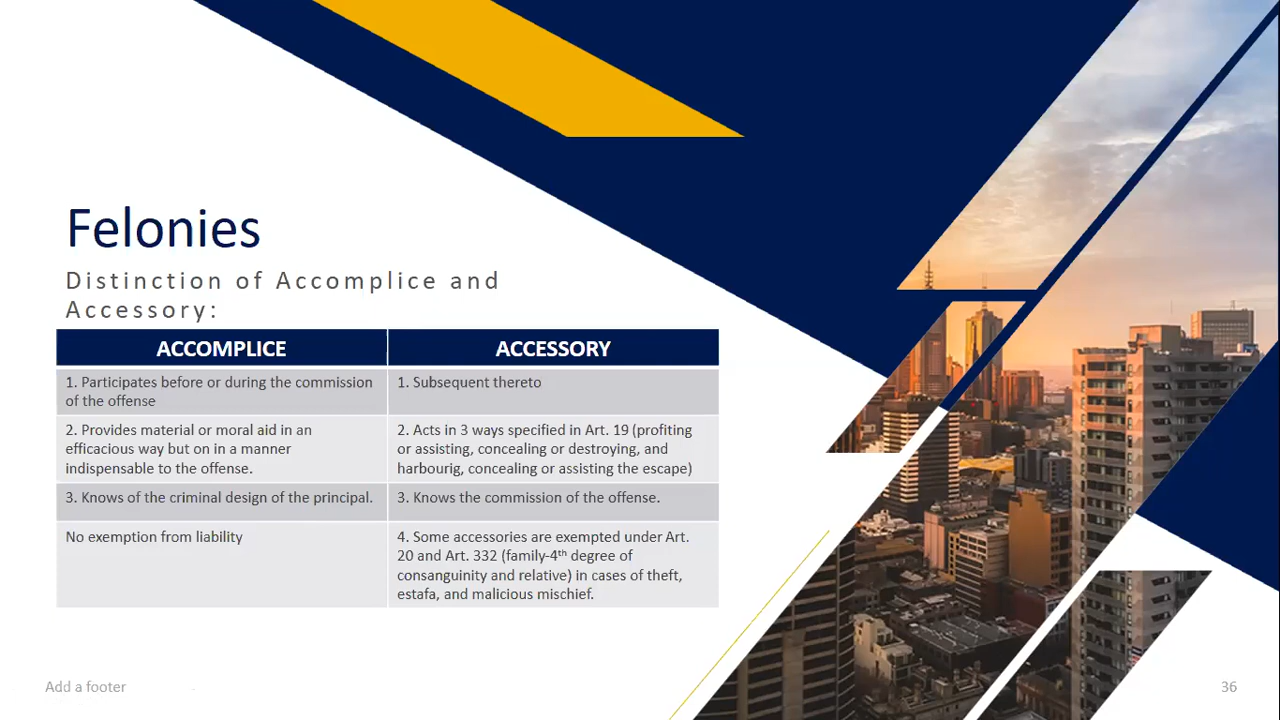 Felonies
Distinction of Accomplice and
Accessory:
ACCOMPLICE
ACCESSORY
1. Participates before or during the commission
of the offense
1. Subsequent thereto
2. Provides material or moral aid in an
efficacious way but on in a manner
indispensable to the offense.
2. Acts in 3 ways specified in Art. 19 (profiting
or assisting, concealing or destroying, and
harbourig, concealing or assisting the escape)
3. Knows of the criminal design of the principal.
3. Knows the commission of the offense.
No exemption from liability
4. Some accessories are exempted under Art.
20 and Art. 332 (family-4th degree of
consanguinity and relative) in cases of theft,
estafa, and malicious mischief.
Add a footer
36